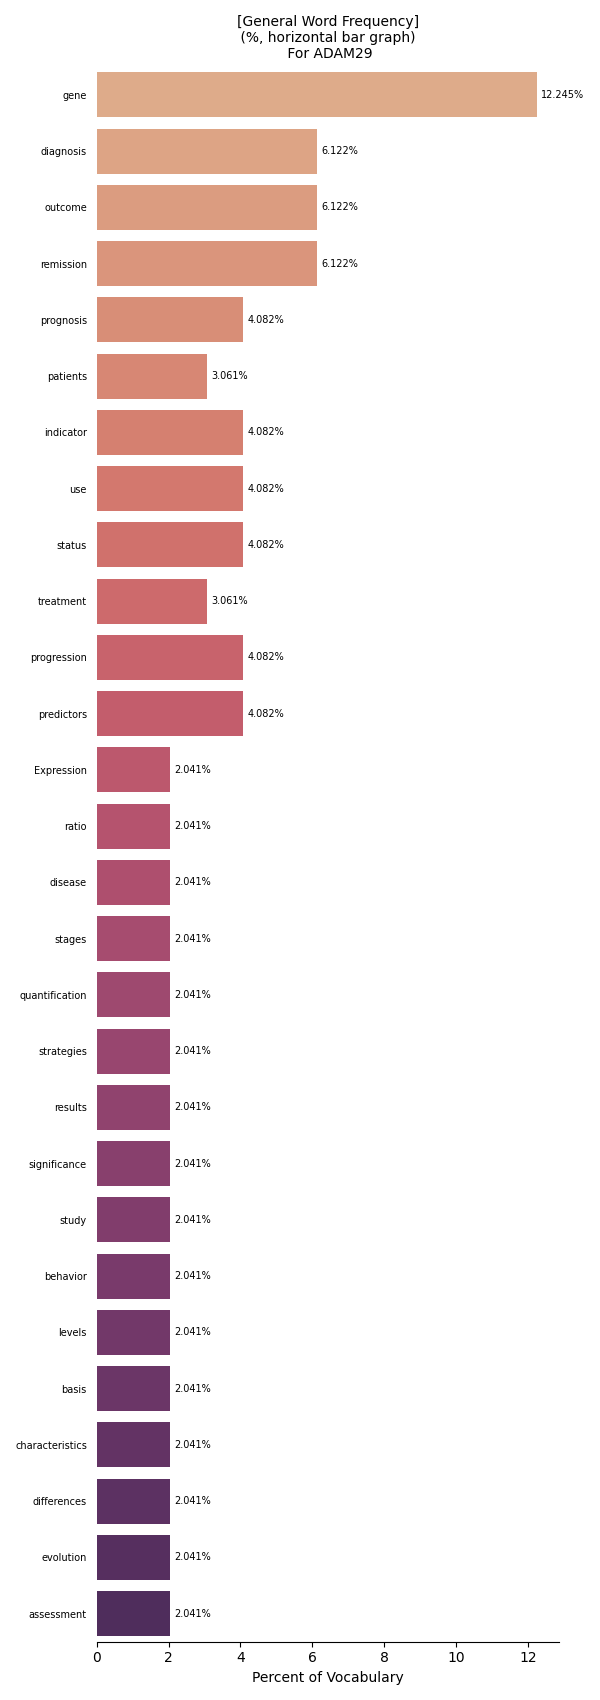 [General Word Frequency]
(%, horizontal bar graph)
For ADAM29
gene 12.245%
diagnosis 6.122%
outcome 6.122%
remission 6.122%
prognosis 4.082%
patients 3.061%
indicator 4.082%
use 4.082%
status 4.082%
treatment 3.061%
progression 4.082%
predictors 4.082%
Expression 2.041%
ratio 2.041%
disease 2.041%
stages 2.041%
quantification 2.041%
strategies 2.041%
results 2.041%
significance 2.041%
study 2.041%
behavior 2.041%
levels 2.041%
basis 2.041%
characteristics 2.041%
differences 2.041%
evolution 2.041%
assessment 2.041%
0 2 4 6 8 10 12
Percent of Vocabulary